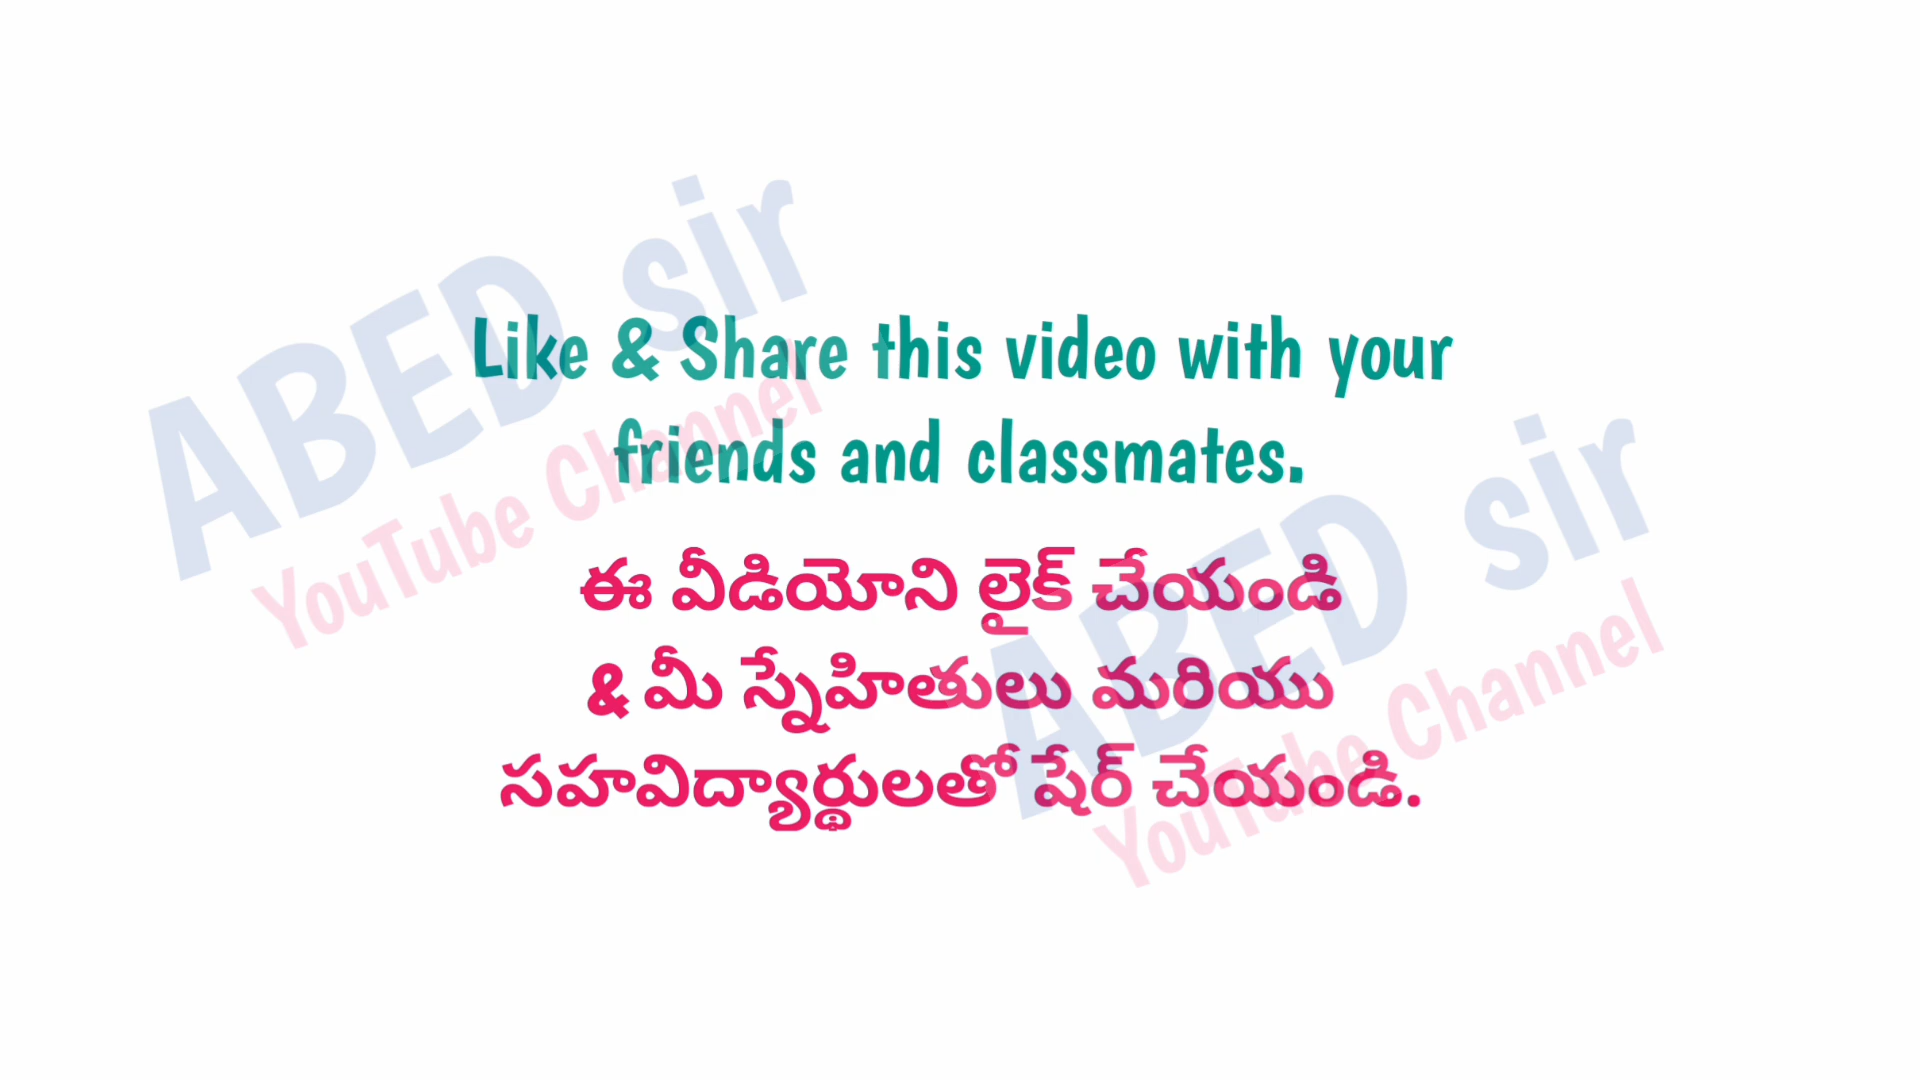 Like & Share this video with your
friends and classmates.
ఈ వీడియోని లైక్ చేయండి
& మీ స్నేహితులు మరియు
సహవిద్యార్థులతో షేర్ చేయండి.
ABED sir
YouTube Channel
ABED sir
YouTube Channel